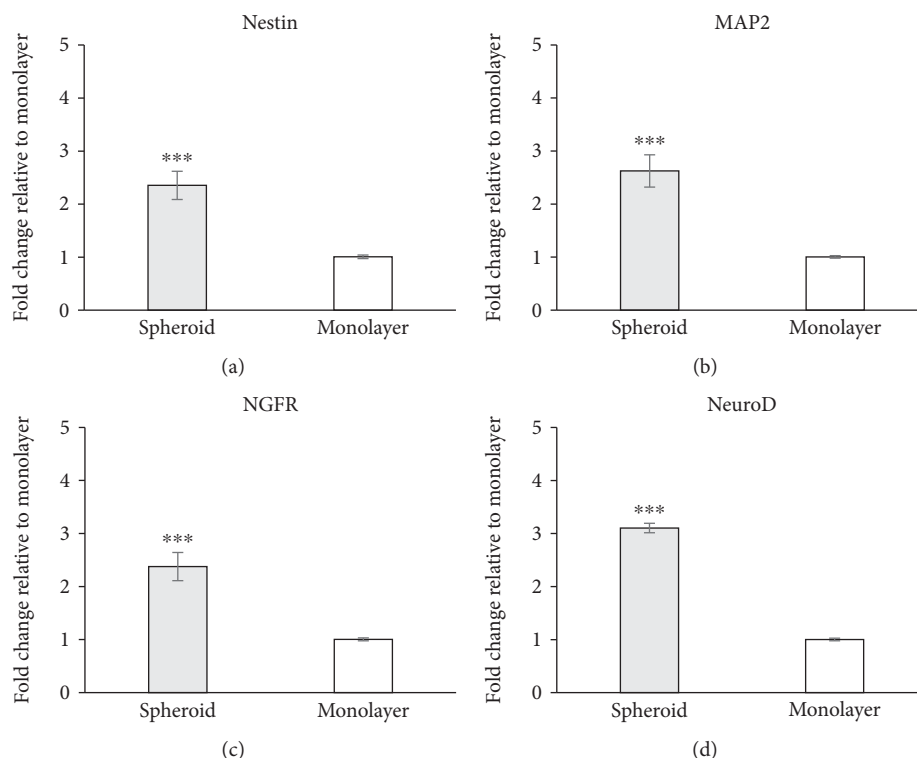 Nestin
Fold change relative to monolayer
5
4
3
2
1
0
***
Spheroid
Monolayer
(a)
MAP2
Fold change relative to monolayer
5
4
3
2
1
0
***
Spheroid
Monolayer
(b)
NGFR
Fold change relative to monolayer
5
4
3
2
1
0
***
Spheroid
Monolayer
(c)
NeuroD
Fold change relative to monolayer
5
4
3
2
1
0
***
Spheroid
Monolayer
(d)